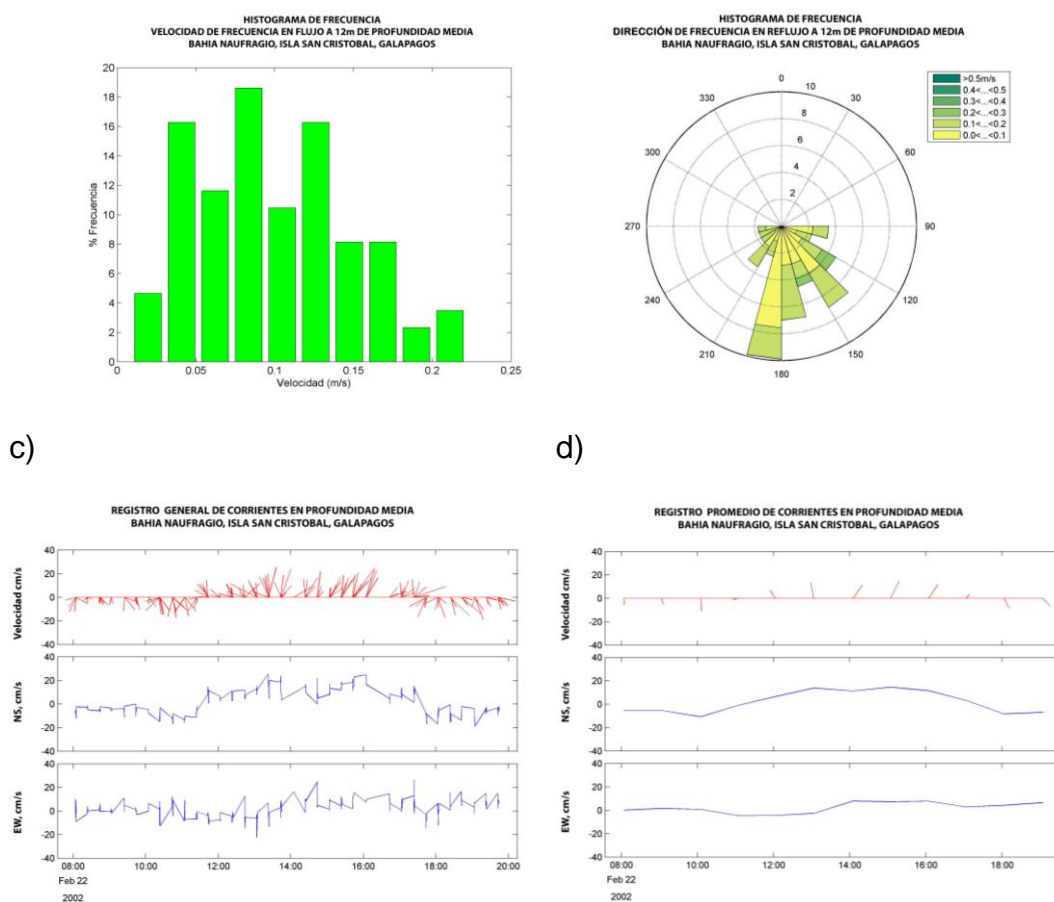 HISTOGRAMA DE FRECUENCIA
VELOCIDAD DE FRECUENCIA EN FLUJO A 12m DE PROFUNDIDAD MEDIA
BAHIA NAUFRAGIO, ISLA SAN CRISTOBAL, GALAPAGOS
% Frecuencia
20
18
16
14
12
10
8
6
4
2
0
0 0.05 0.1 0.15 0.2 0.25
Velocidad (m/s)
HISTOGRAMA DE FRECUENCIA
DIRECCIÓN DE FRECUENCIA EN REFLUJO A 12m DE PROFUNDIDAD MEDIA
BAHIA NAUFRAGIO, ISLA SAN CRISTOBAL, GALAPAGOS
0
30
60
90
120
150
180
210
240
270
300
330
10
8
6
4
2
>0.5m/s
0.4<...<0.5
0.3<...<0.4
0.2<...<0.3
0.1<...<0.2
0.0<...<0.1
c)
REGISTRO GENERAL DE CORRIENTES EN PROFUNDIDAD MEDIA
BAHIA NAUFRAGIO, ISLA SAN CRISTOBAL, GALAPAGOS
Velocidad cm/s
40
20
0
-20
-40
NS, cm/s
40
20
0
-20
-40
EW, cm/s
40
20
0
-20
-40
08:00 10:00 12:00 14:00 16:00 18:00 20:00
Feb 22
2002
d)
REGISTRO PROMEDIO DE CORRIENTES EN PROFUNDIDAD MEDIA
BAHIA NAUFRAGIO, ISLA SAN CRISTOBAL, GALAPAGOS
Velocidad cm/s
40
20
0
-20
-40
NS, cm/s
40
20
0
-20
-40
EW, cm/s
40
20
0
-20
-40
08:00 10:00 12:00 14:00 16:00 18:00
Feb 22
2002